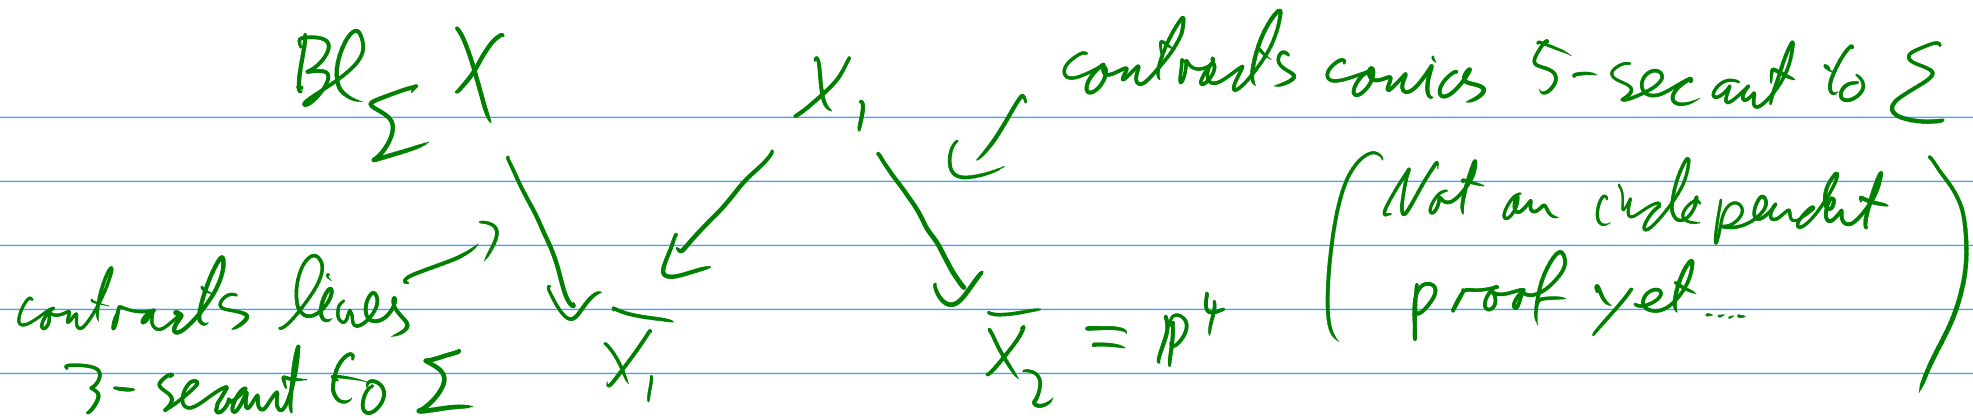 Bl_Σ X
X_1
contracts conics 5-secant to Σ
(Not an independent
proof yet ....)
contracts lines
3-secant to Σ
X̅_1
X̅_2 = ℙ^4